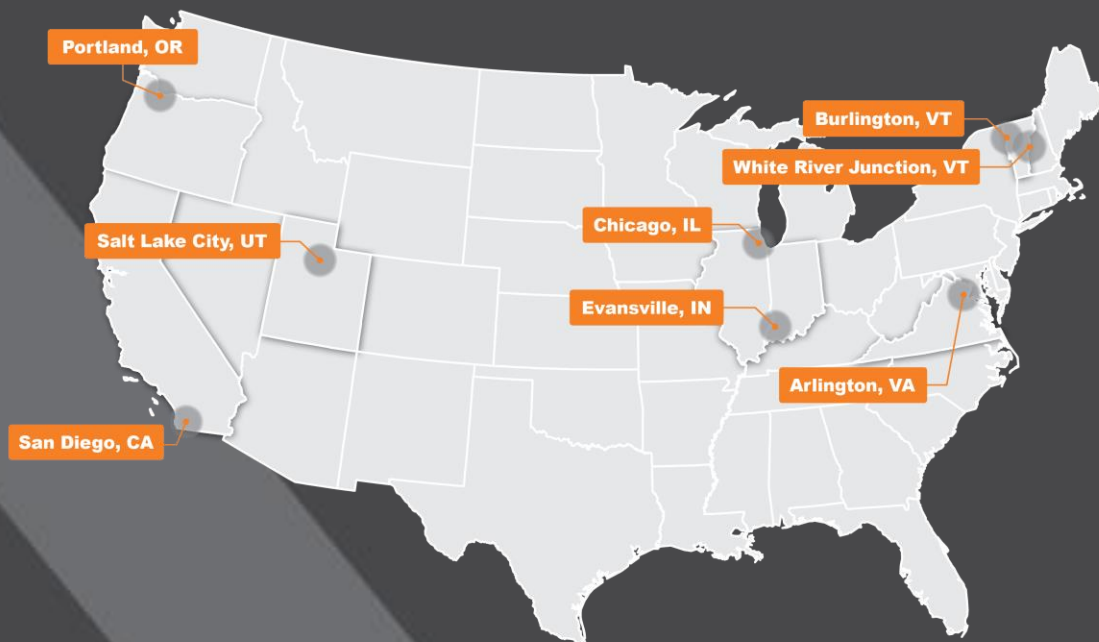 Portland, OR
Burlington, VT
White River Junction, VT
Chicago, IL
Salt Lake City, UT
Evansville, IN
Arlington, VA
San Diego, CA